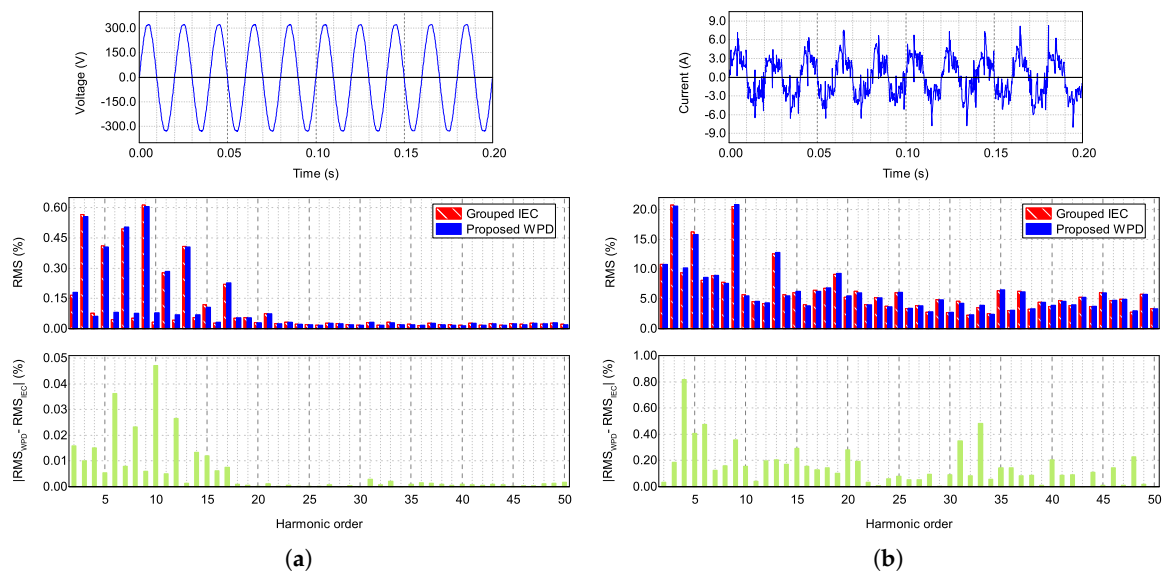 300.0
150.0
0.0
-150.0
-300.0
Voltage (V)
0.00 0.05 0.10 0.15 0.20
Time (s)
0.60
0.45
0.30
0.15
0.00
RMS (%)
Grouped IEC
Proposed WPD
0.05
0.04
0.03
0.02
0.01
0.00
|RMSWPD- RMSIEC| (%)
5 10 15 20 25 30 35 40 45 50
Harmonic order
(a)
9.0
6.0
3.0
0.0
-3.0
-6.0
-9.0
Current (A)
0.00 0.05 0.10 0.15 0.20
Time (s)
20.0
15.0
10.0
5.0
0.0
RMS (%)
Grouped IEC
Proposed WPD
1.00
0.80
0.60
0.40
0.20
0.00
|RMSWPD- RMSIEC| (%)
5 10 15 20 25 30 35 40 45 50
Harmonic order
(b)